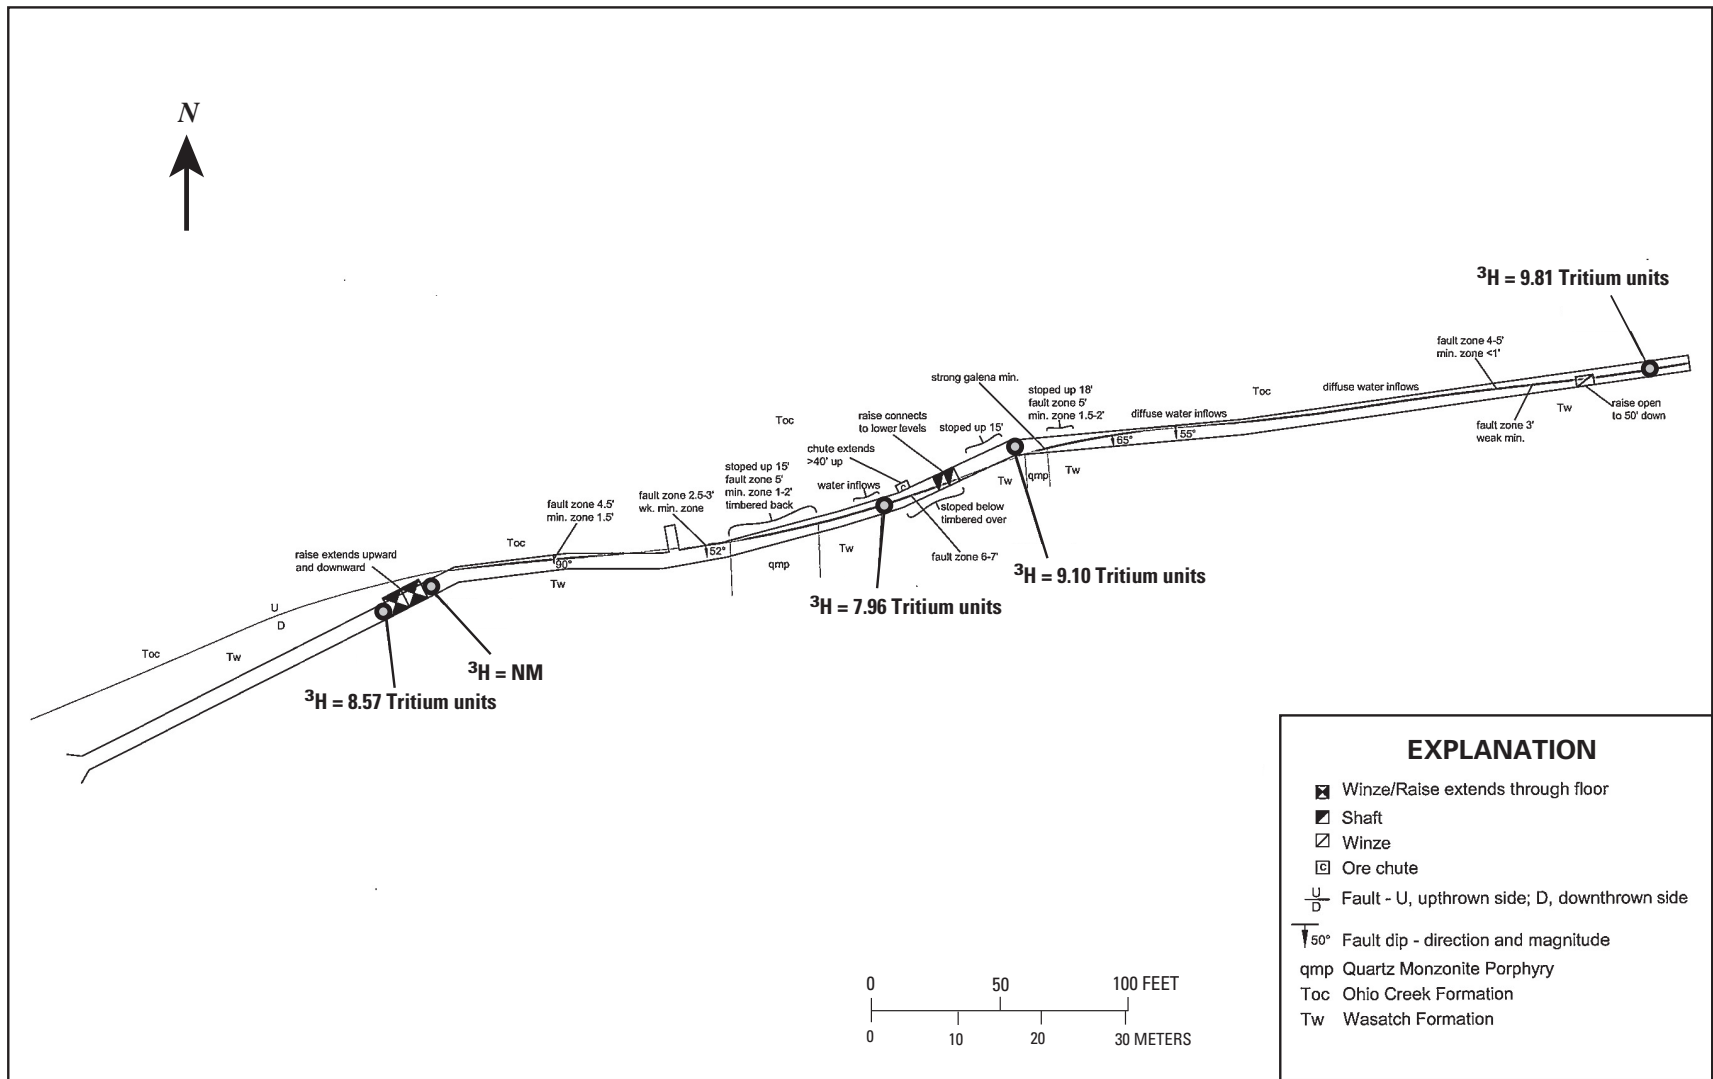 N
³H = 9.81 Tritium units
fault zone 4-5'
min. zone <1'
strong galena min.
stoped up 18'
fault zone 5'
min. zone 1.5-2'
Toc
diffuse water inflows
raise open
to 50' down
Tw
fault zone 3'
weak min.
diffuse water inflows
55°
65°
Toc
raise connects
to lower levels
stoped up 15'
chute extends
>40' up
c
Tw
qmp
Tw
stoped up 15'
fault zone 5'
min. zone 1-2'
timbered back
water inflows
stoped below
timbered over
fault zone 6-7'
fault zone 2.5-3'
wk. min. zone
fault zone 4.5'
min. zone 1.5'
52°
Tw
qmp
Toc
90°
Tw
raise extends upward
and downward
³H = 9.10 Tritium units
³H = 7.96 Tritium units
U
D
Toc
Tw
³H = NM
³H = 8.57 Tritium units
EXPLANATION
Winze/Raise extends through floor
Shaft
Winze
c Ore chute
U
D
Fault - U, upthrown side; D, downthrown side
50° Fault dip - direction and magnitude
qmp Quartz Monzonite Porphyry
Toc Ohio Creek Formation
Tw Wasatch Formation
0 50 100 FEET
0 10 20 30 METERS